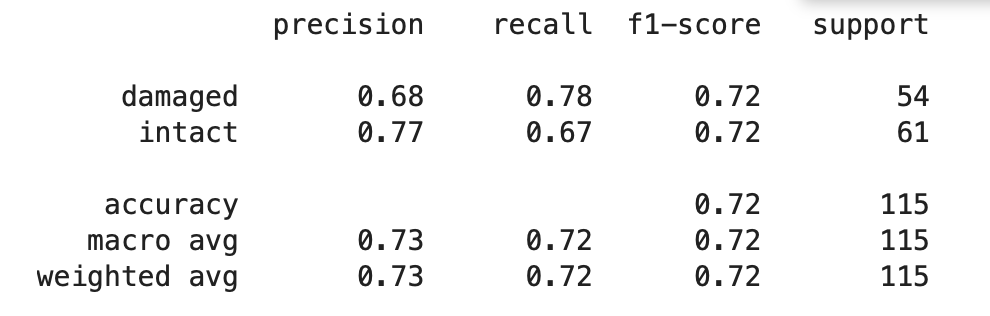 precision recall f1-score support
damaged 0.68 0.78 0.72 54
intact 0.77 0.67 0.72 61
accuracy 0.72 115
macro avg 0.73 0.72 0.72 115
weighted avg 0.73 0.72 0.72 115